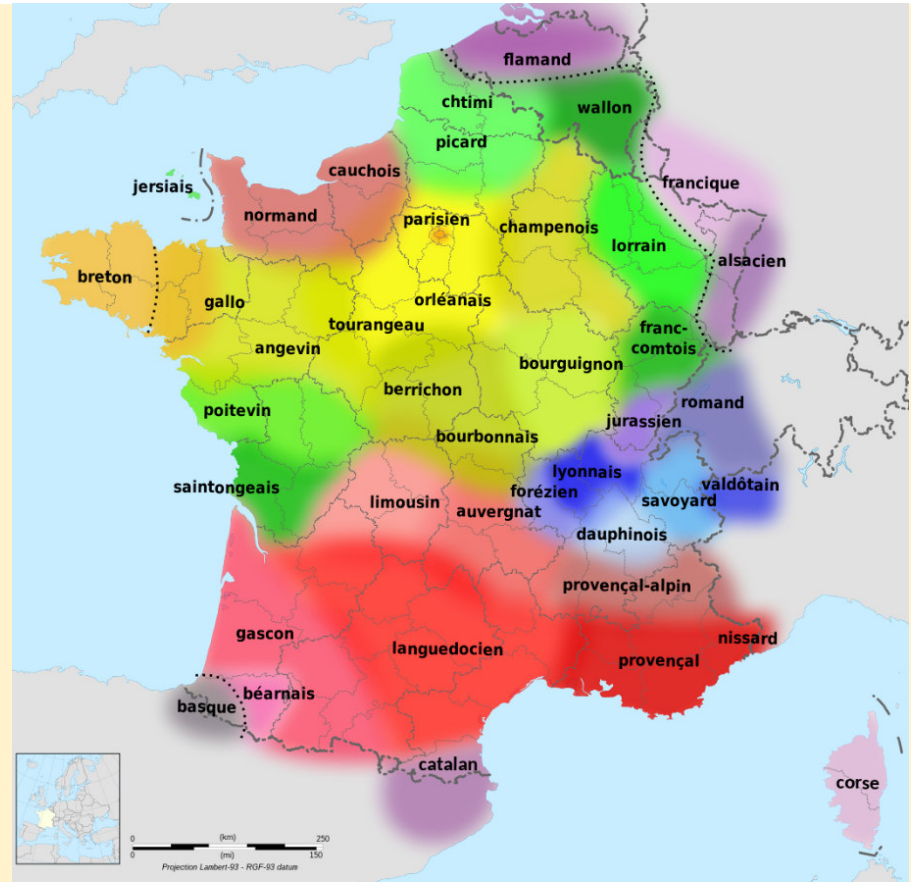 flamand
chtimi
wallon
picard
cauchois
francique
jersiais
normand
parisien
champenois
lorrain
alsacien
breton
gallo
orléanais
tourangeau
franc-
comtois
angevin
bourguignon
berrichon
romand
poitevin
jurassien
bourbonnais
lyonnais
saintongeais
forézien
valdôtain
limousin
savoyard
auvergnat
dauphinois
provençal-alpin
gascon
nissard
languedocien
provençal
béarnais
basque
catalan
corse
0 (km) 250
0 (mi) 150
Projection Lambert-93 - RGF-93 datum